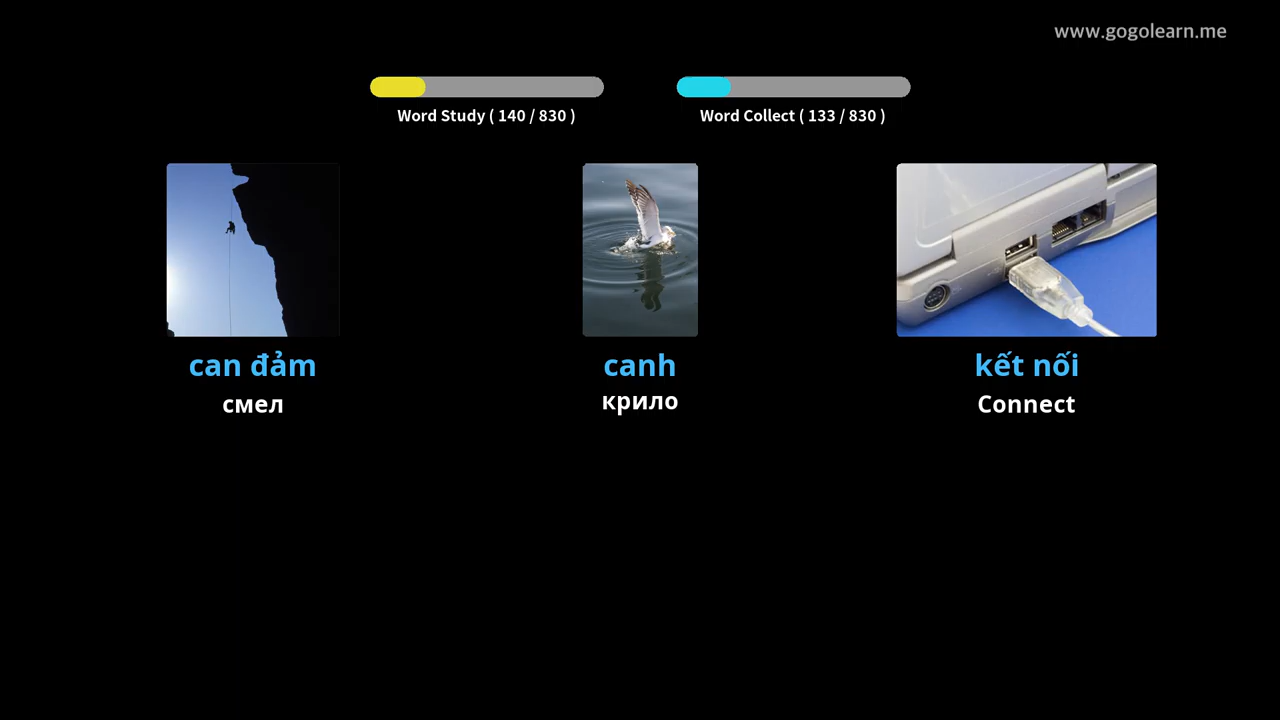 www.gogolearn.me
Word Study ( 140 / 830 )
Word Collect ( 133 / 830 )
can đảm
canh
kết nối
смел
крило
Connect